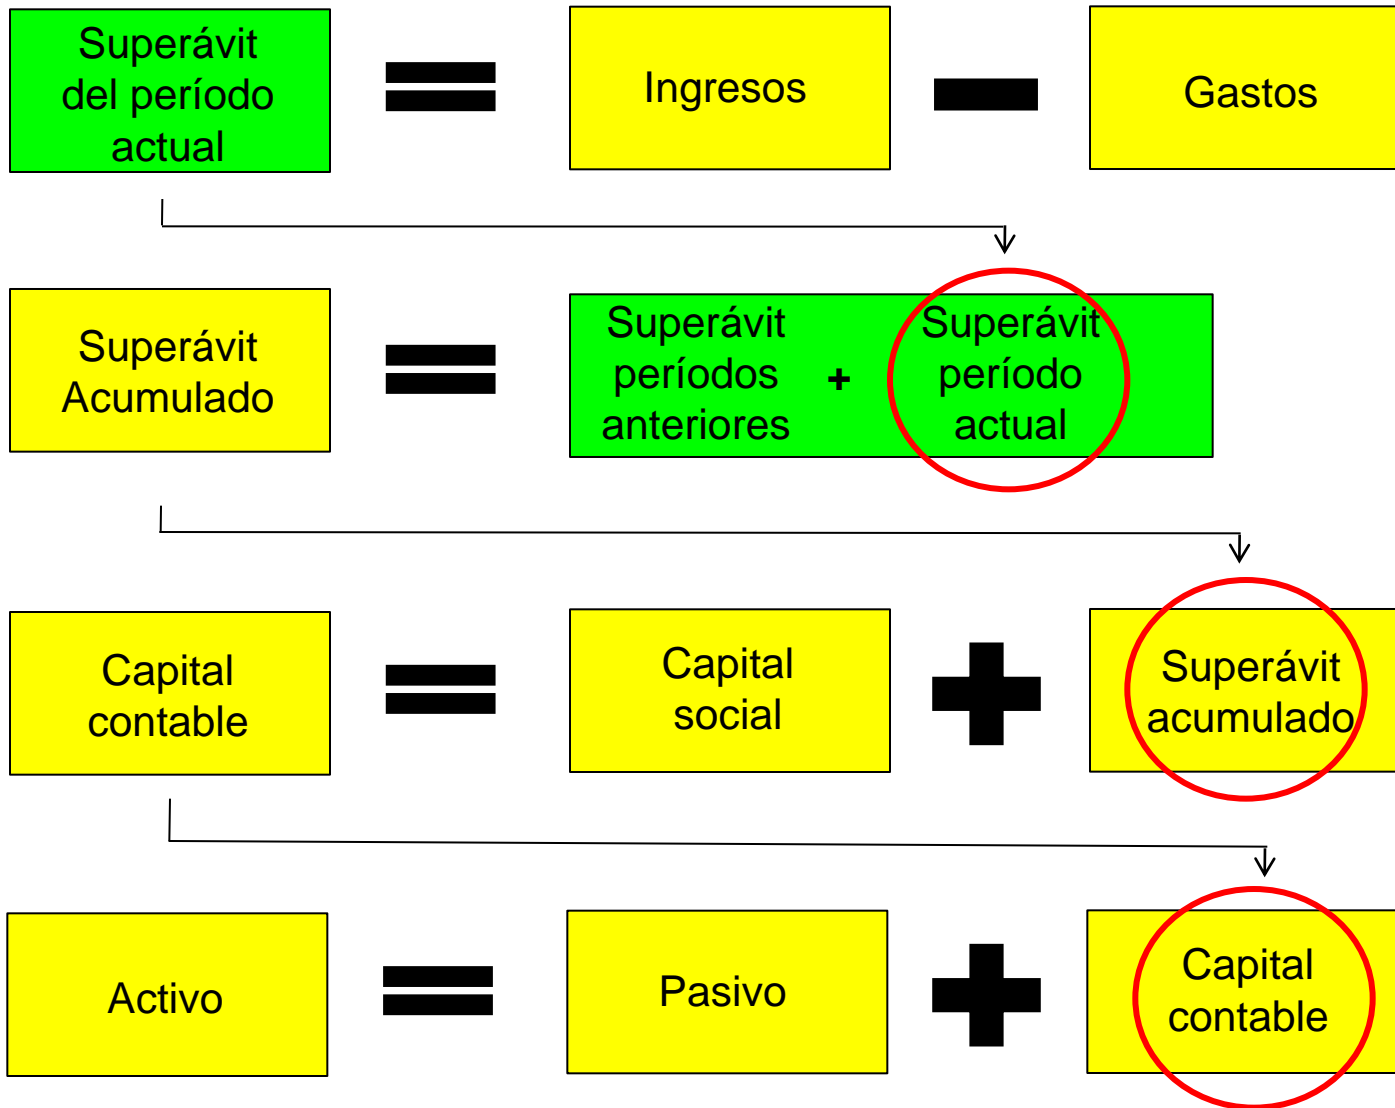 Superávit
del período
actual
Ingresos
Gastos
Superávit
Acumulado
Superávit
períodos
anteriores
+
Superávit
período
actual
Capital
contable
Capital
social
Superávit
acumulado
Activo
Pasivo
Capital
contable